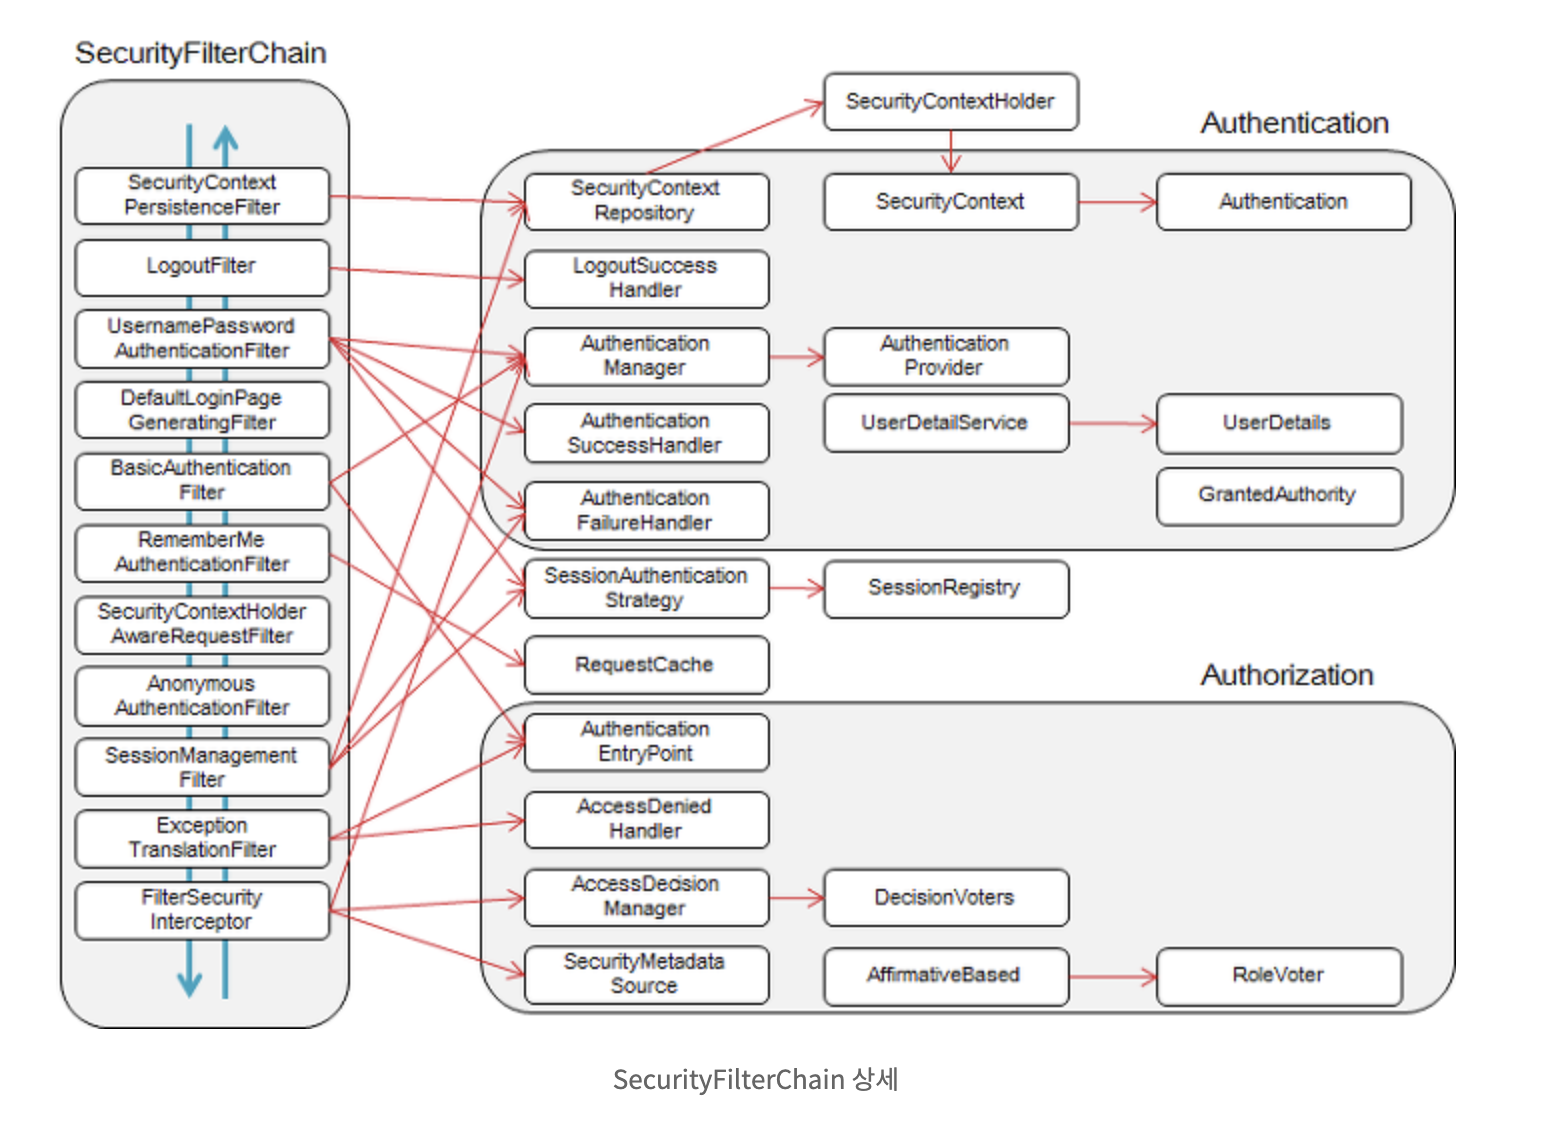 SecurityFilterChain
SecurityContext
PersistenceFilter
LogoutFilter
UsernamePassword
AuthenticationFilter
DefaultLoginPage
GeneratingFilter
BasicAuthentication
Filter
RememberMe
AuthenticationFilter
SecurityContextHolder
AwareRequestFilter
Anonymous
AuthenticationFilter
SessionManagement
Filter
Exception
TranslationFilter
FilterSecurity
Interceptor
SecurityContextHolder
Authentication
SecurityContext
Repository
SecurityContext
Authentication
LogoutSuccess
Handler
Authentication
Manager
Authentication
Provider
Authentication
SuccessHandler
UserDetailService
UserDetails
Authentication
FailureHandler
GrantedAuthority
SessionAuthentication
Strategy
SessionRegistry
RequestCache
Authorization
Authentication
EntryPoint
AccessDenied
Handler
AccessDecision
Manager
DecisionVoters
SecurityMetadata
Source
AffirmativeBased
RoleVoter
SecurityFilterChain 상세